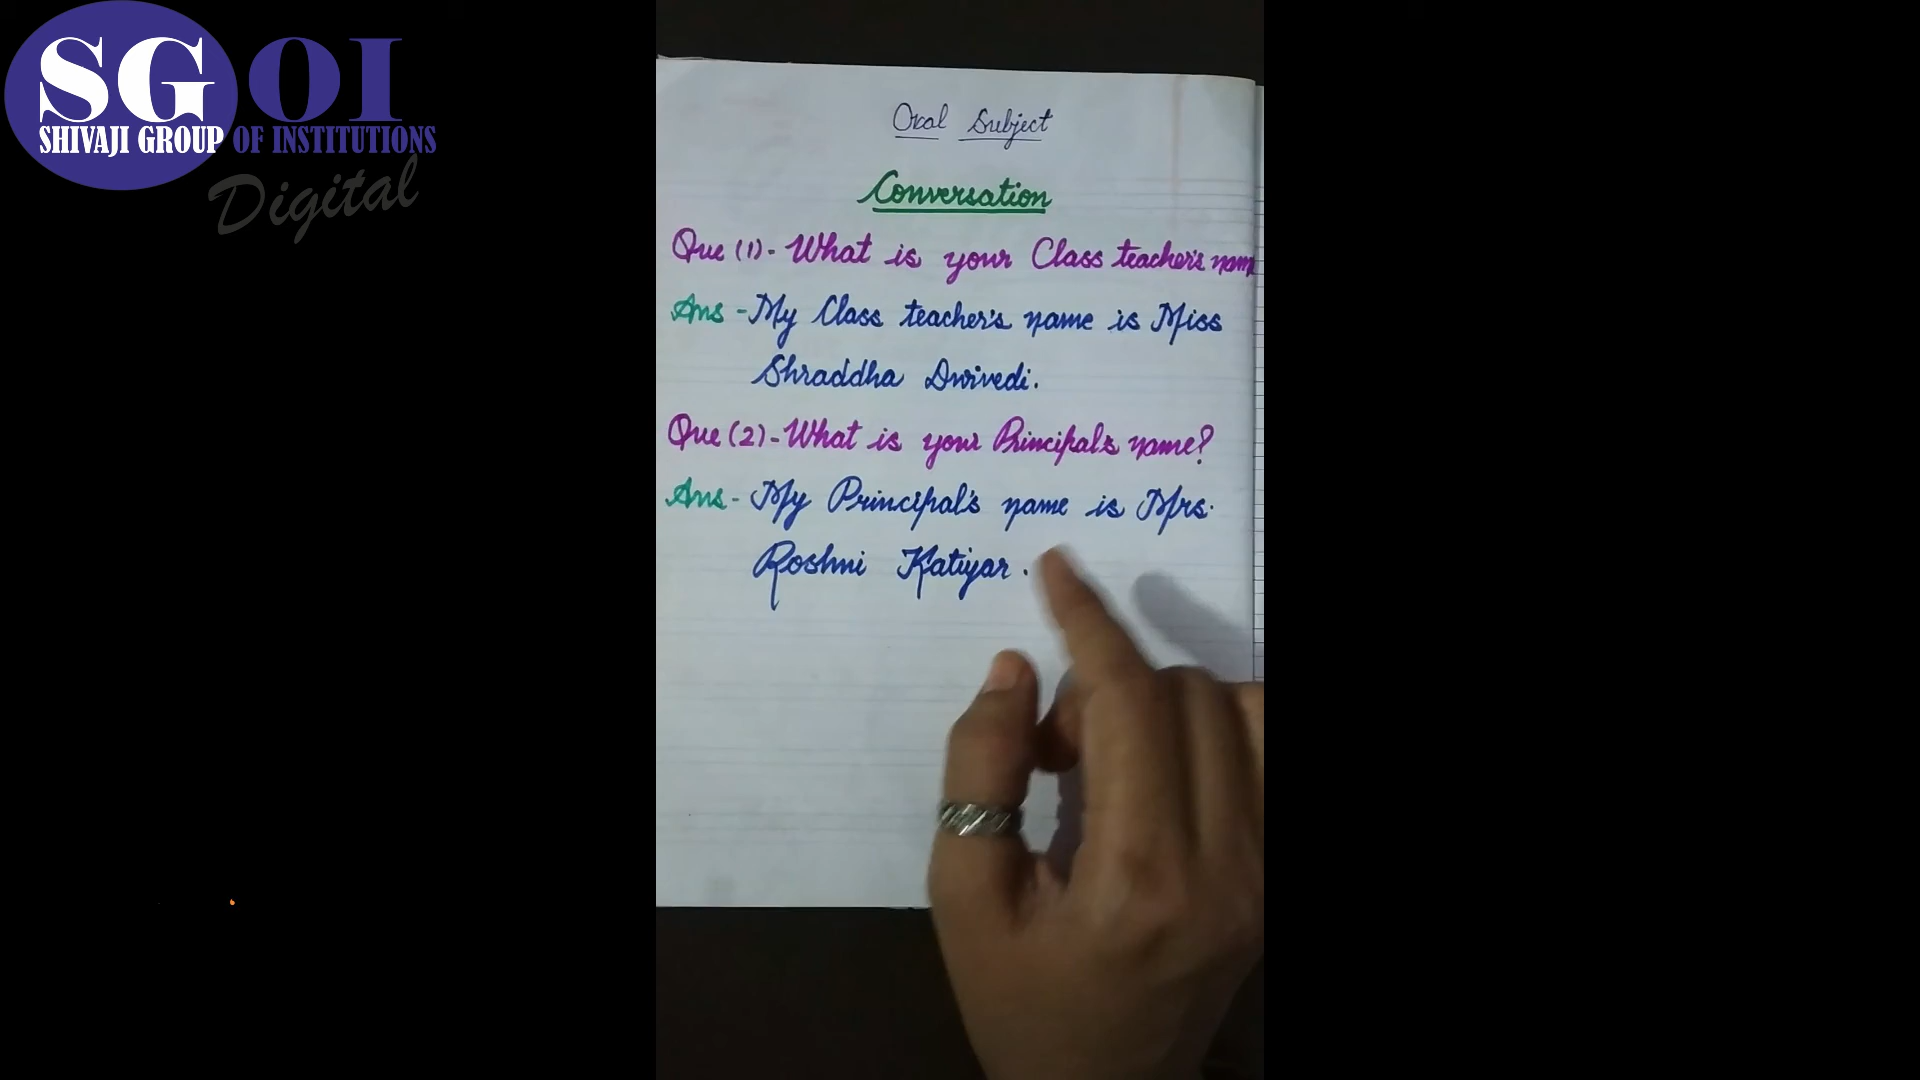 SGOI
SHIVAJI GROUP OF INSTITUTIONS
Digital
Oral Subject
Conversation
Que (1)- What is your Class teacher's name
Ans - My Class teacher's name is Miss
Shraddha Dwivedi.
Que (2)- What is your Principal's name?
Ans - My Principal's name is Mrs.
Roshni Katiyar.